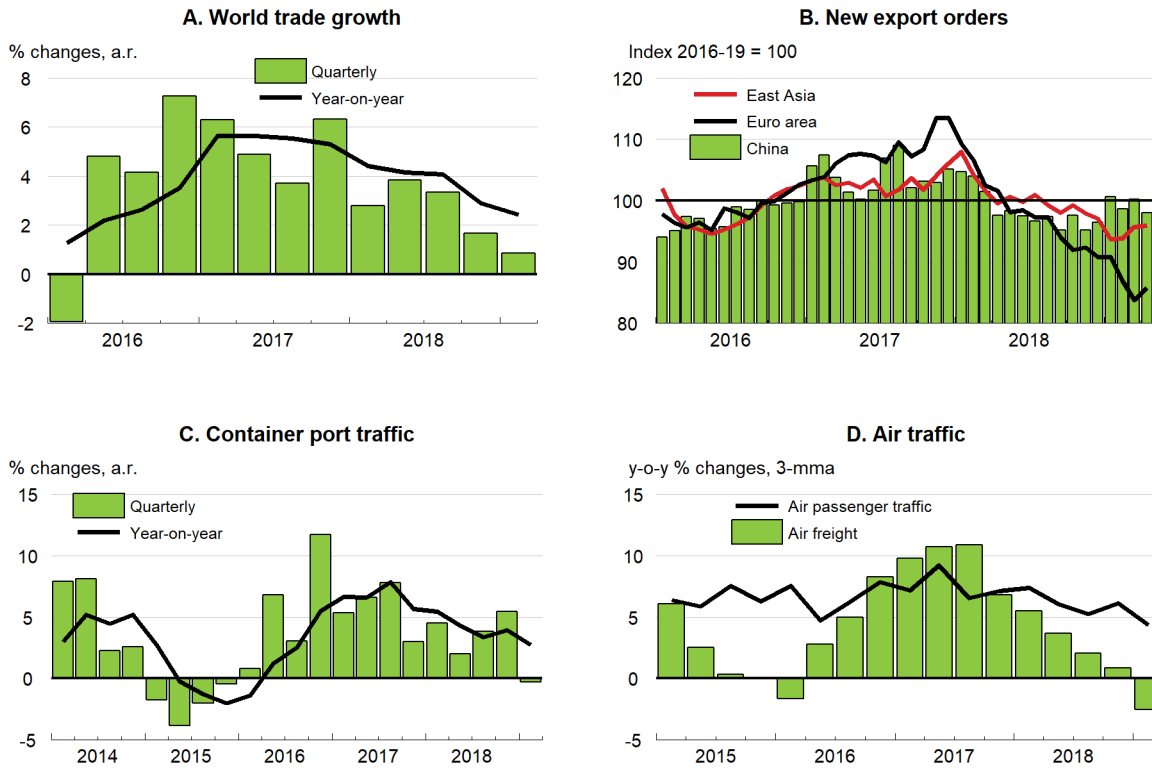 A. World trade growth
% changes, a.r.
Quarterly
Year-on-year
8
6
4
2
0
-2
2016
2017
2018
B. New export orders
Index 2016-19 = 100
East Asia
Euro area
China
120
110
100
90
80
2016
2017
2018
C. Container port traffic
% changes, a.r.
Quarterly
Year-on-year
15
10
5
0
-5
2014
2015
2016
2017
2018
D. Air traffic
y-o-y % changes, 3-mma
Air passenger traffic
Air freight
15
10
5
0
-5
2015
2016
2017
2018